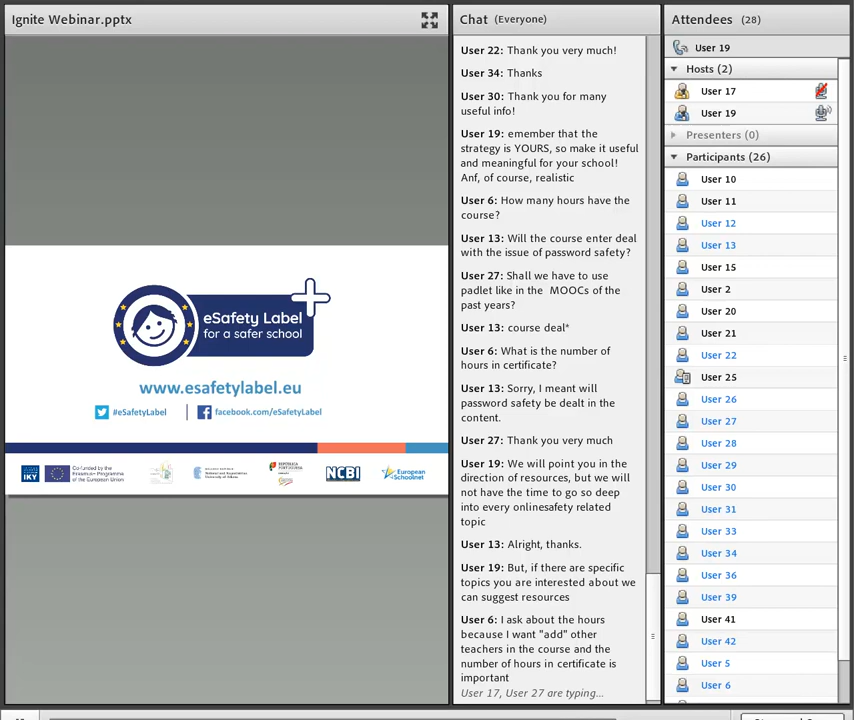 Ignite Webinar.pptx
eSafety Label
for a safer school
www.esafetylabel.eu
#eSafetyLabel
facebook.com/eSafetyLabel
IKY
Co-funded by the
Erasmus+ Programme
of the European Union
NCBI
European
Schoolnet
Chat (Everyone)
User 22: Thank you very much!
User 34: Thanks
User 30: Thank you for many
useful info!
User 19: emember that the
strategy is YOURS, so make it useful
and meaningful for your school!
Anf, of course, realistic
User 6: How many hours have the
course?
User 13: Will the course enter deal
with the issue of password safety?
User 27: Shall we have to use
padlet like in the MOOCs of the
past years?
User 13: course deal*
User 6: What is the number of
hours in certificate?
User 13: Sorry, I meant will
password safety be dealt in the
content.
User 27: Thank you very much
User 19: We will point you in the
direction of resources, but we will
not have the time to go so deep
into every onlinesafety related
topic
User 13: Alright, thanks.
User 19: But, if there are specific
topics you are interested about we
can suggest resources
User 6: I ask about the hours
because I want "add" other
teachers in the course and the
number of hours in certificate is
important
User 17, User 27 are typing...
Attendees (28)
User 19
Hosts (2)
User 17
User 19
Presenters (0)
Participants (26)
User 10
User 11
User 12
User 13
User 15
User 2
User 20
User 21
User 22
User 25
User 26
User 27
User 28
User 29
User 30
User 31
User 33
User 34
User 36
User 39
User 41
User 42
User 5
User 6